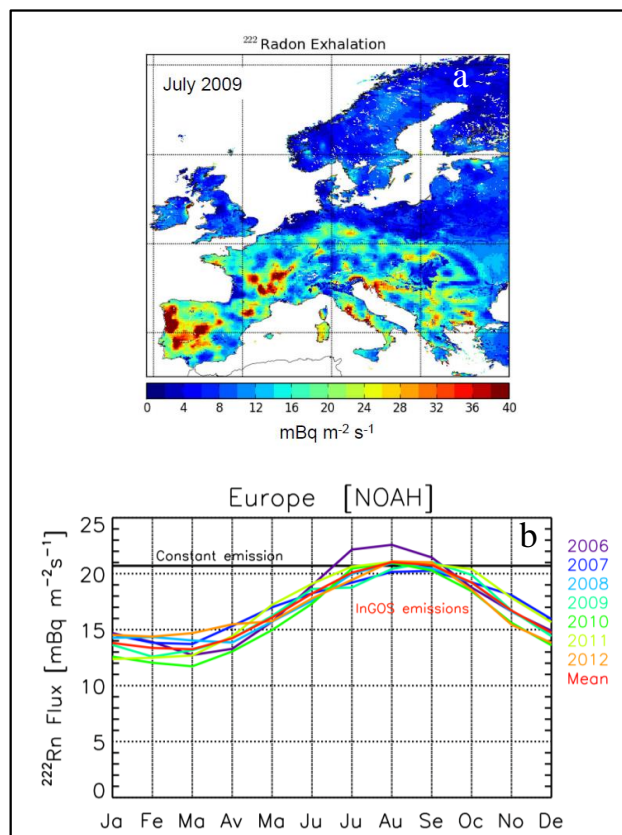 ²²² Radon Exhalation
July 2009
a
0 4 8 12 16 20 24 28 32 36 40
mBq m⁻² s⁻¹
Europe [NOAH]
b
25
20
15
10
5
0
²²²Rn Flux [mBq m⁻²s⁻¹]
Constant emission
InGOS emissions
2006
2007
2008
2009
2010
2011
2012
Mean
Ja Fe Ma Av Ma Ju Ju Au Se Oc No De